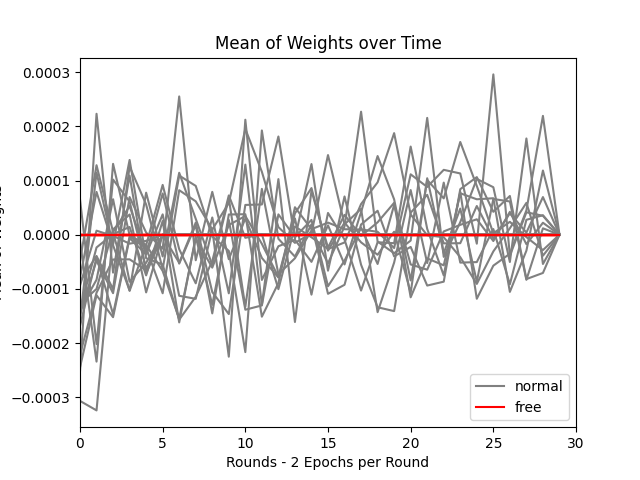 Mean of Weights over Time
0.0003
0.0002
0.0001
0.0000
−0.0001
−0.0002
−0.0003
0 5 10 15 20 25 30
Rounds - 2 Epochs per Round
normal
free